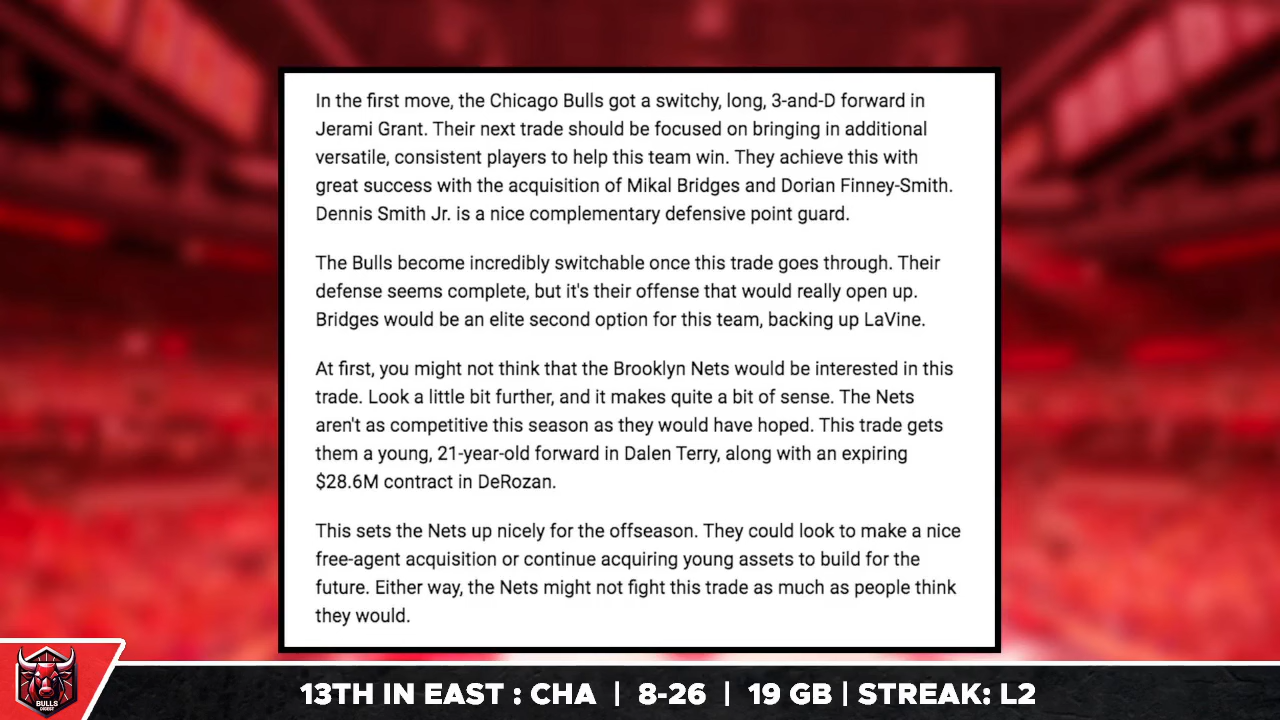 In the first move, the Chicago Bulls got a switchy, long, 3-and-D forward in
Jerami Grant. Their next trade should be focused on bringing in additional
versatile, consistent players to help this team win. They achieve this with
great success with the acquisition of Mikal Bridges and Dorian Finney-Smith.
Dennis Smith Jr. is a nice complementary defensive point guard.
The Bulls become incredibly switchable once this trade goes through. Their
defense seems complete, but it's their offense that would really open up.
Bridges would be an elite second option for this team, backing up LaVine.
At first, you might not think that the Brooklyn Nets would be interested in this
trade. Look a little bit further, and it makes quite a bit of sense. The Nets
aren't as competitive this season as they would have hoped. This trade gets
them a young, 21-year-old forward in Dalen Terry, along with an expiring
$28.6M contract in DeRozan.
This sets the Nets up nicely for the offseason. They could look to make a nice
free-agent acquisition or continue acquiring young assets to build for the
future. Either way, the Nets might not fight this trade as much as people think
they would.
BULLS
DIGEST
13TH IN EAST : CHA | 8-26 | 19 GB | STREAK: L2